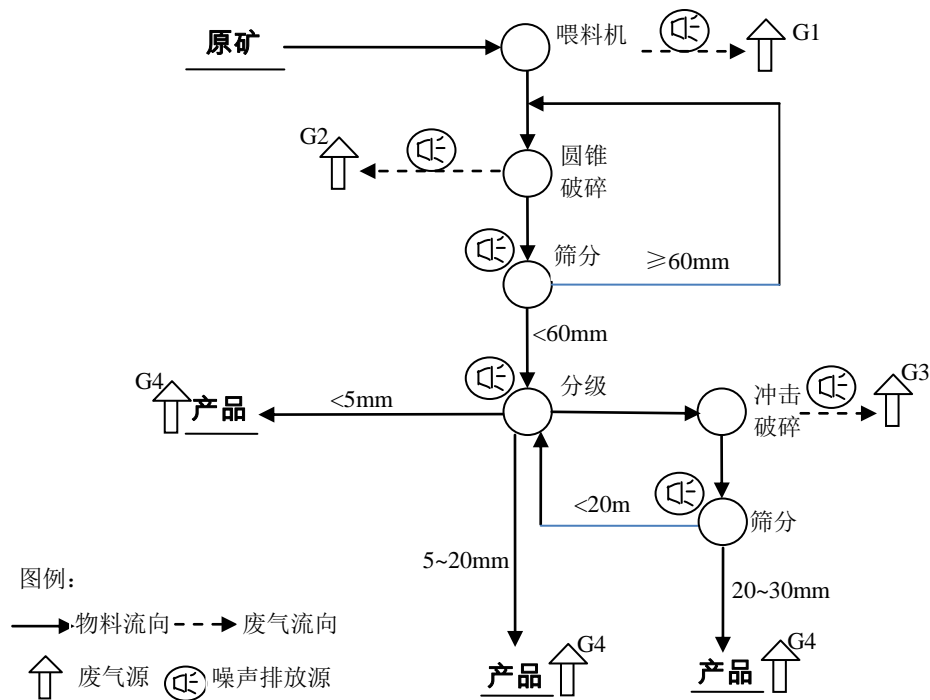 原矿
喂料机
G1
G2
圆锥
破碎
筛分
≥60mm
<60mm
G4
产品
<5mm
分级
冲击
破碎
G3
<20m
筛分
5~20mm
20~30mm
图例：
物料流向
废气流向
废气源
噪声排放源
产品
G4
产品
G4